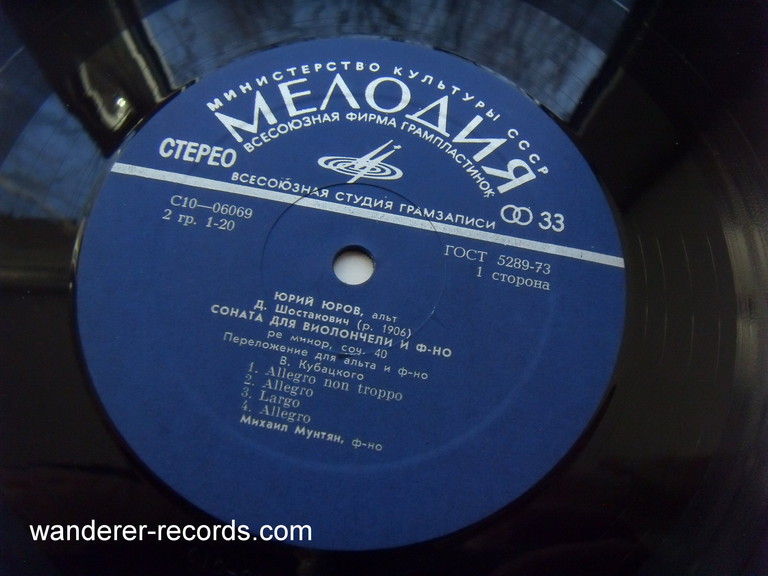 МИНИСТЕРСТВО КУЛЬТУРЫ СССР
МЕЛОДИЯ
ВСЕСОЮЗНАЯ ФИРМА ГРАМПЛАСТИНОК
СТЕРЕО
ВСЕСОЮЗНАЯ СТУДИЯ ГРАМЗАПИСИ
33
С10—06069
2 гр. 1-20
ГОСТ 5289-73
1 сторона
ЮРИЙ ЮРОВ, альт
Д. Шостакович (р. 1906)
СОНАТА ДЛЯ ВИОЛОНЧЕЛИ И Ф-НО
ре минор, соч. 40
Переложение для альта и ф-но
В. Кубацкого
1. Allegro non troppo
2. Allegro
3. Largo
4. Allegro
Михаил Мунтян, ф-но
wanderer-records.com